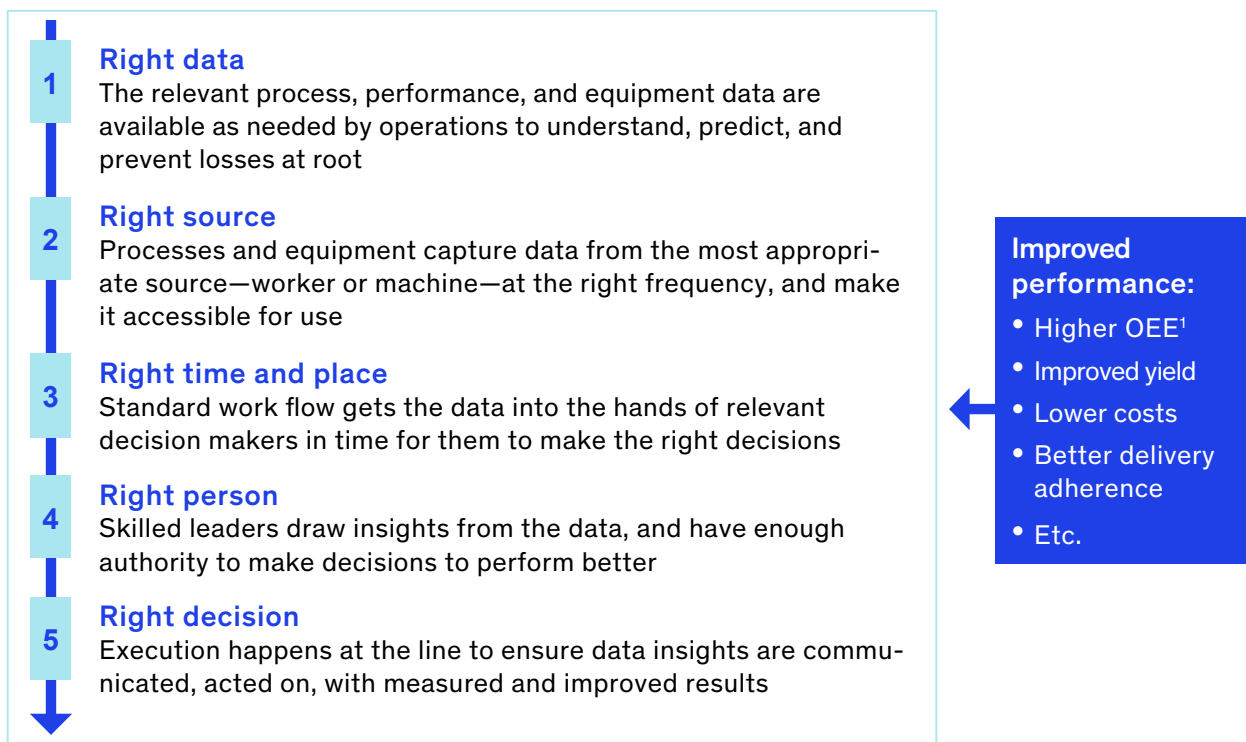 1
Right data
The relevant process, performance, and equipment data are
available as needed by operations to understand, predict, and
prevent losses at root
2
Right source
Processes and equipment capture data from the most appropri-
ate source—worker or machine—at the right frequency, and make
it accessible for use
3
Right time and place
Standard work flow gets the data into the hands of relevant
decision makers in time for them to make the right decisions
4
Right person
Skilled leaders draw insights from the data, and have enough
authority to make decisions to perform better
5
Right decision
Execution happens at the line to ensure data insights are commu-
nicated, acted on, with measured and improved results
Improved
performance:
• Higher OEE¹
• Improved yield
• Lower costs
• Better delivery
adherence
• Etc.